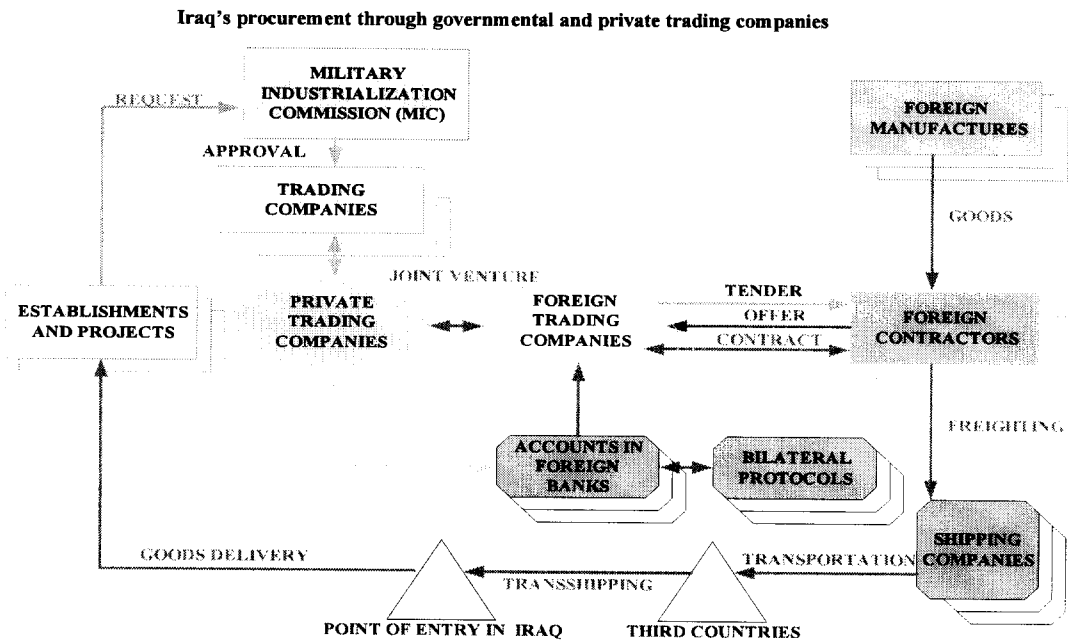 Iraq's procurement through governmental and private trading companies
MILITARY
INDUSTRIALIZATION
COMMISSION (MIC)
REQUEST
FOREIGN
MANUFACTURES
APPROVAL
TRADING
COMPANIES
GOODS
JOINT VENTURE
ESTABLISHMENTS
AND PROJECTS
PRIVATE
TRADING
COMPANIES
FOREIGN
TRADING
COMPANIES
TENDER
OFFER
CONTRACT
FOREIGN
CONTRACTORS
FREIGHTING
ACCOUNTS IN
FOREIGN
BANKS
BILATERAL
PROTOCOLS
SHIPPING
COMPANIES
GOODS DELIVERY
TRANSSHIPPING
TRANSPORTATION
POINT OF ENTRY IN IRAQ
THIRD COUNTRIES